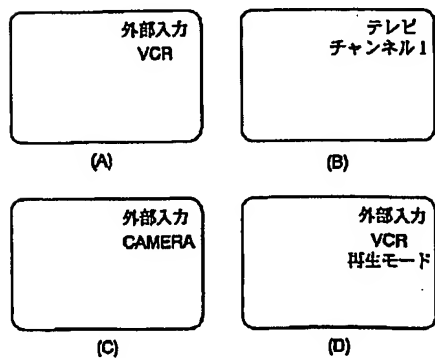 外部入力
VCR
(A)
テレビ
チャンネル1
(B)
外部入力
CAMERA
(C)
外部入力
VCR
再生モード
(D)